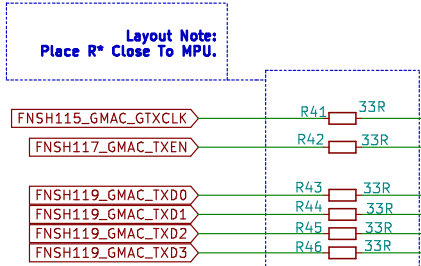 Layout Note:
Place R* Close To MPU.
FNSH115_GMAC_GTXCLK R41 33R
FNSH117_GMAC_TXEN R42 33R
FNSH119_GMAC_TXD0 R43 33R
FNSH119_GMAC_TXD1 R44 33R
FNSH119_GMAC_TXD2 R45 33R
FNSH119_GMAC_TXD3 R46 33R